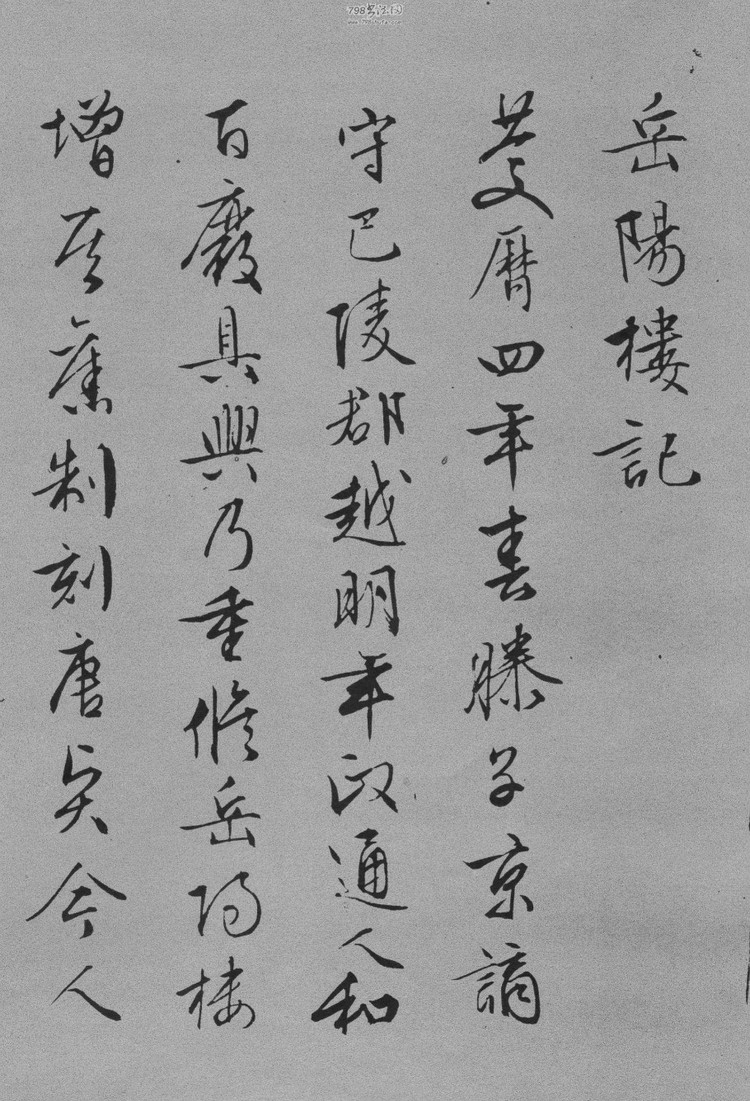 岳陽樓記
慶曆四年春滕子京謫
守巴陵郡越明年政通人和
百廢具興乃重脩岳陽樓
增其舊制刻唐賢今人